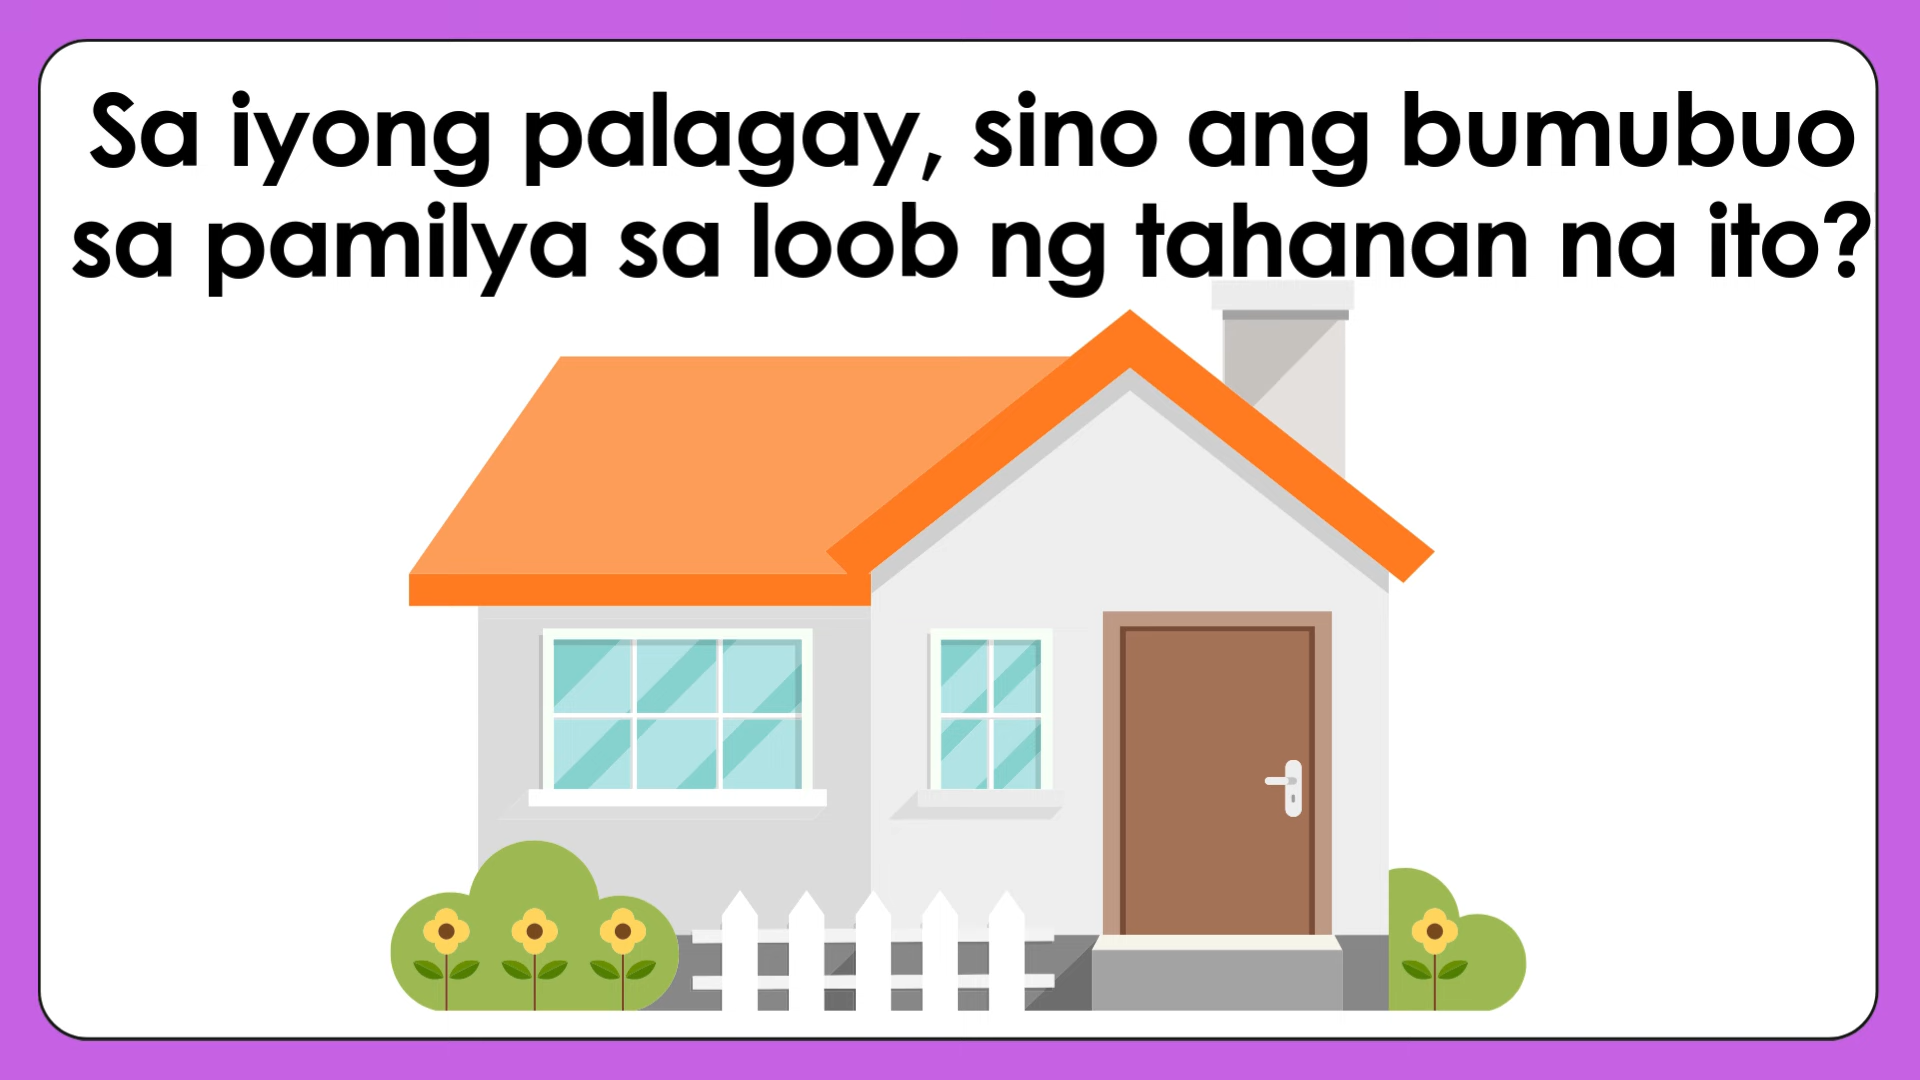 Sa iyong palagay, sino ang bumubuo
sa pamilya sa loob ng tahanan na ito?